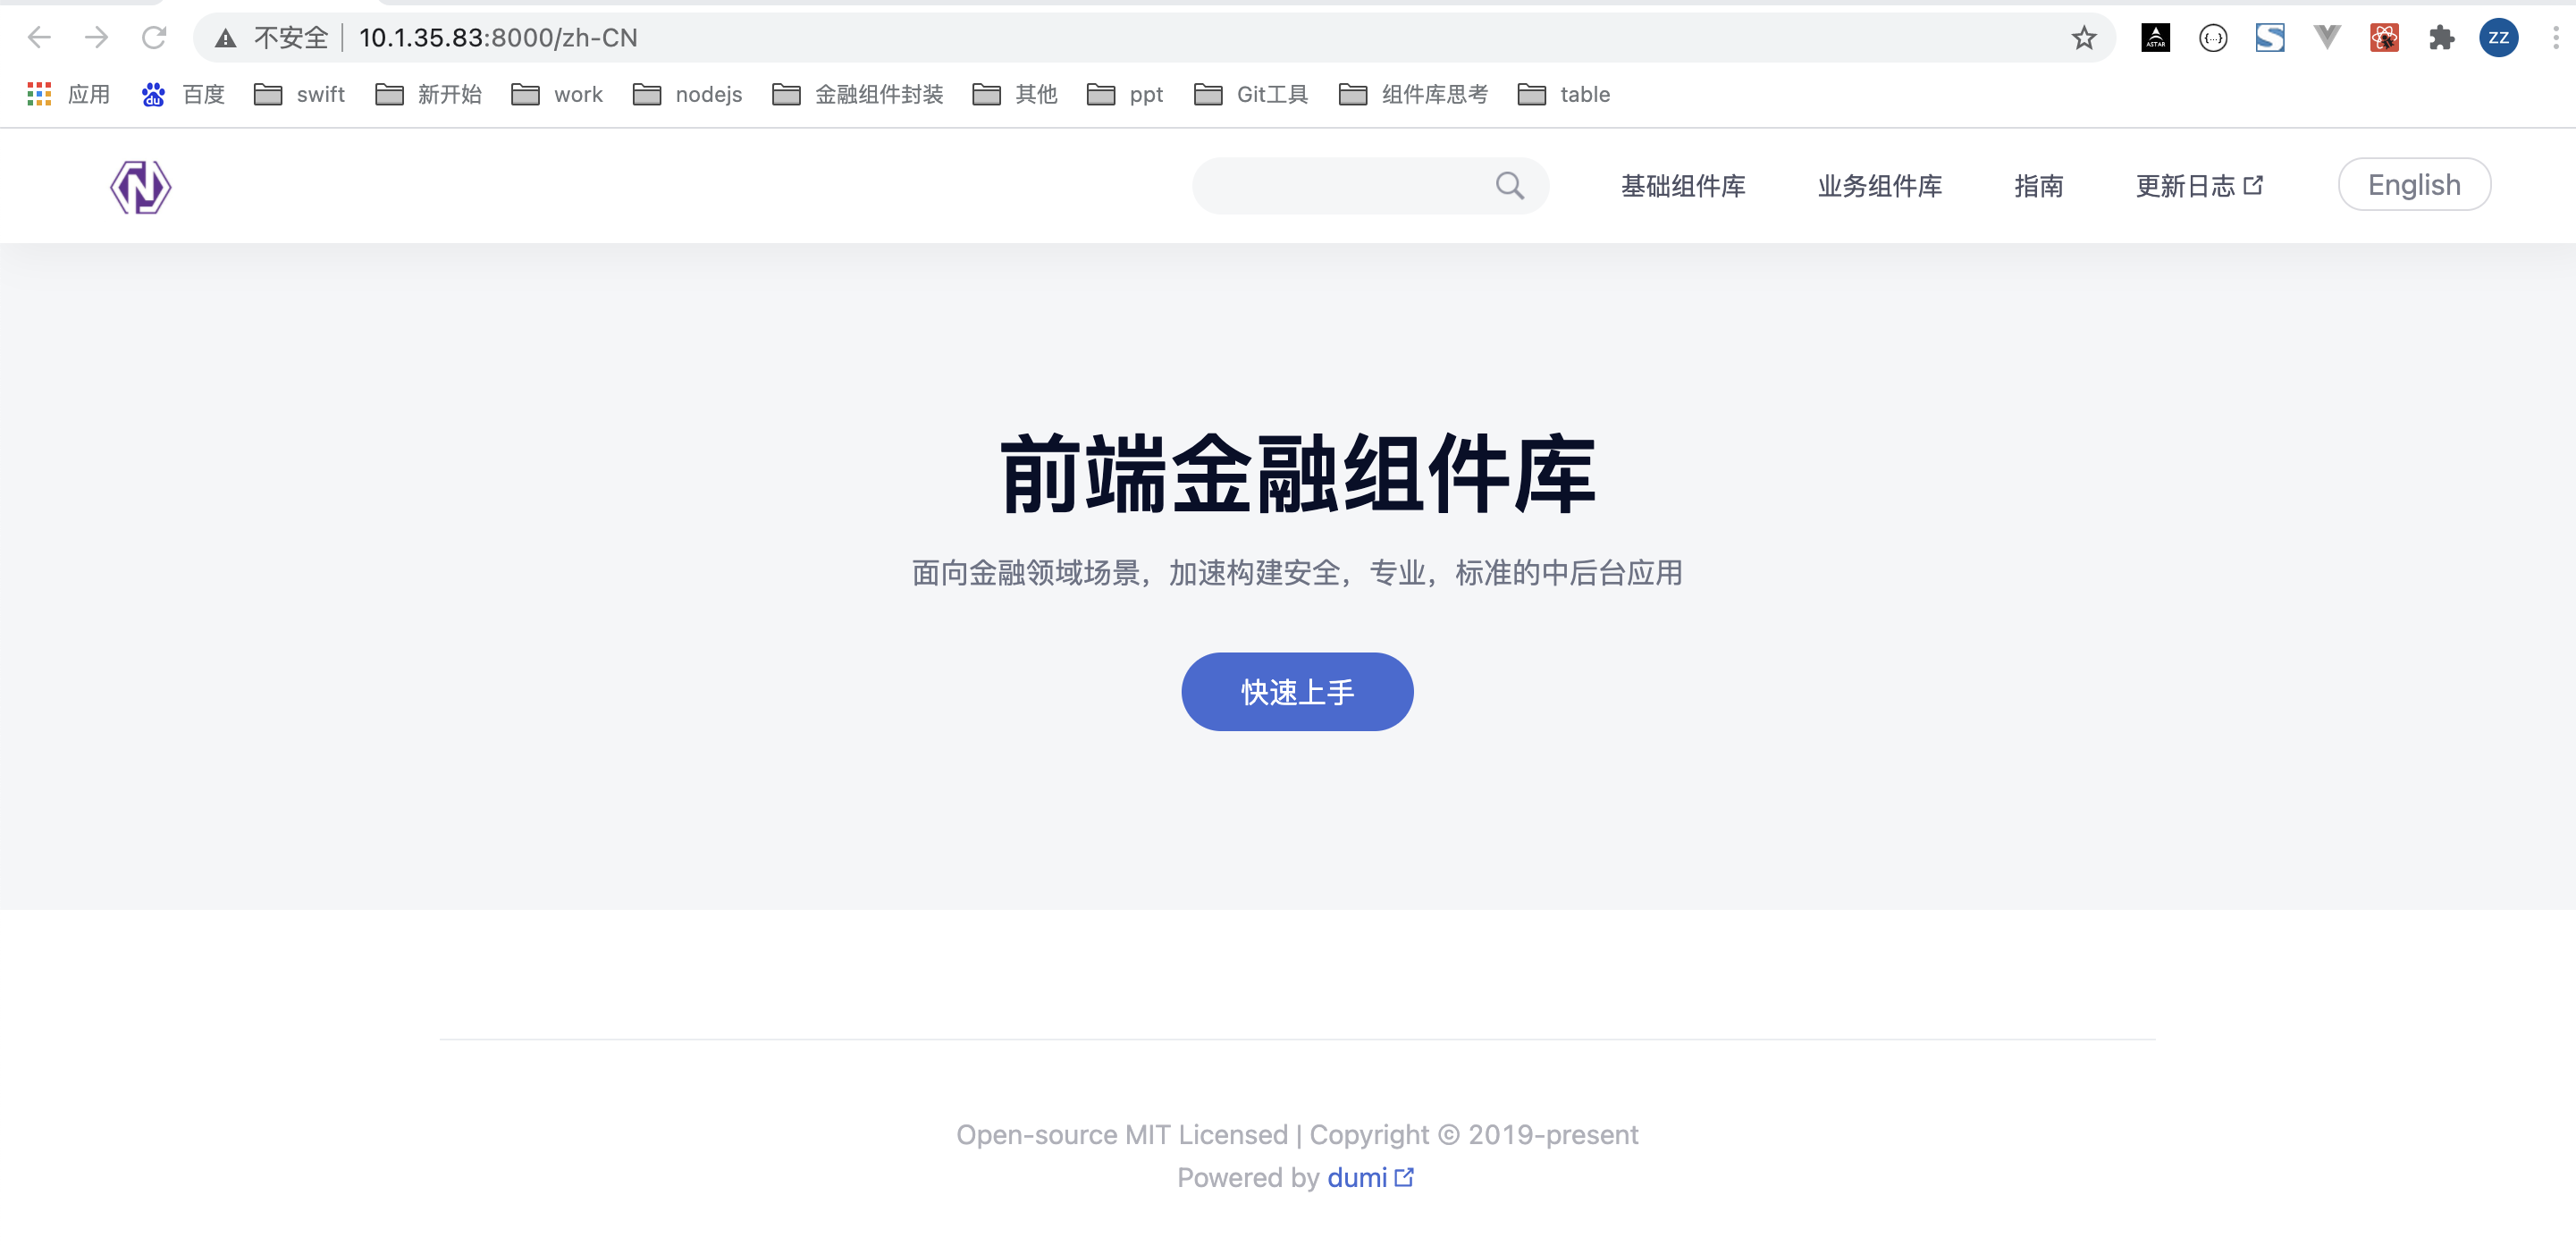 不安全 10.1.35.83:8000/zh-CN
ASTAR
{...}
ZZ
应用 百度 swift 新开始 work nodejs 金融组件封装 其他 ppt Git工具 组件库思考 table
基础组件库 业务组件库 指南 更新日志 English
前端金融组件库
面向金融领域场景，加速构建安全，专业，标准的中后台应用
快速上手
Open-source MIT Licensed | Copyright © 2019-present
Powered by dumi